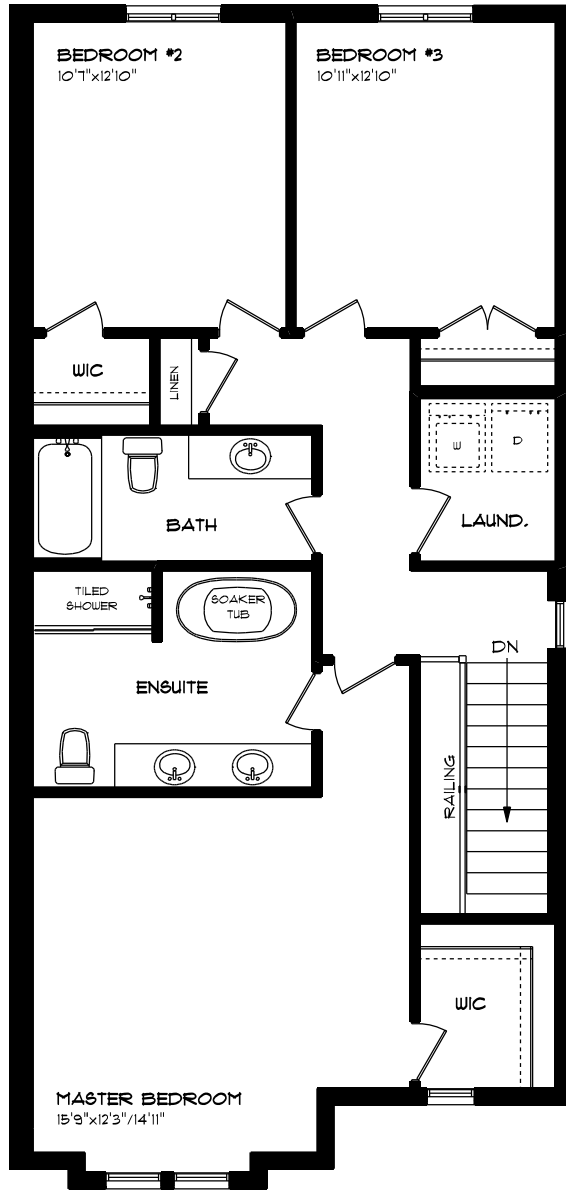 BEDROOM #2
10'7"x12'10"
BEDROOM #3
10'11"x12'10"
WIC
LINEN
W
D
LAUND.
BATH
TILED
SHOWER
SOAKER
TUB
ENSUITE
DN
RAILING
WIC
MASTER BEDROOM
15'9"x12'3"/14'11"